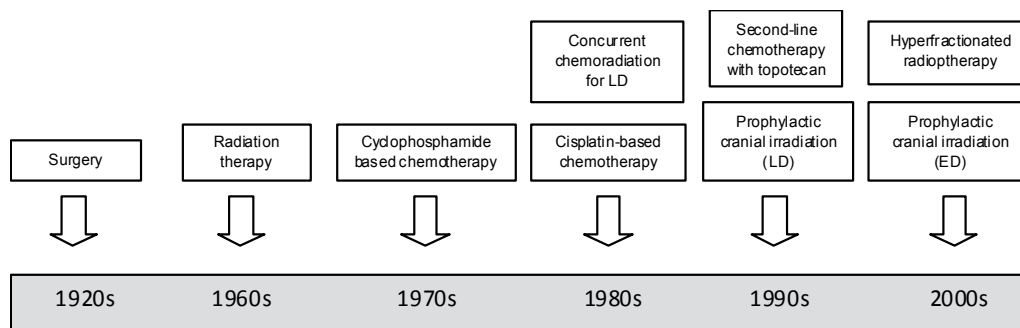 Concurrent
chemoradiation
for LD
Second-line
chemotherapy
with topotecan
Hyperfractionated
radioptherapy
Surgery
Radiation
therapy
Cyclophosphamide
based chemotherapy
Cisplatin-based
chemotherapy
Prophylactic
cranial irradiation
(LD)
Prophylactic
cranial irradiation
(ED)
1920s
1960s
1970s
1980s
1990s
2000s